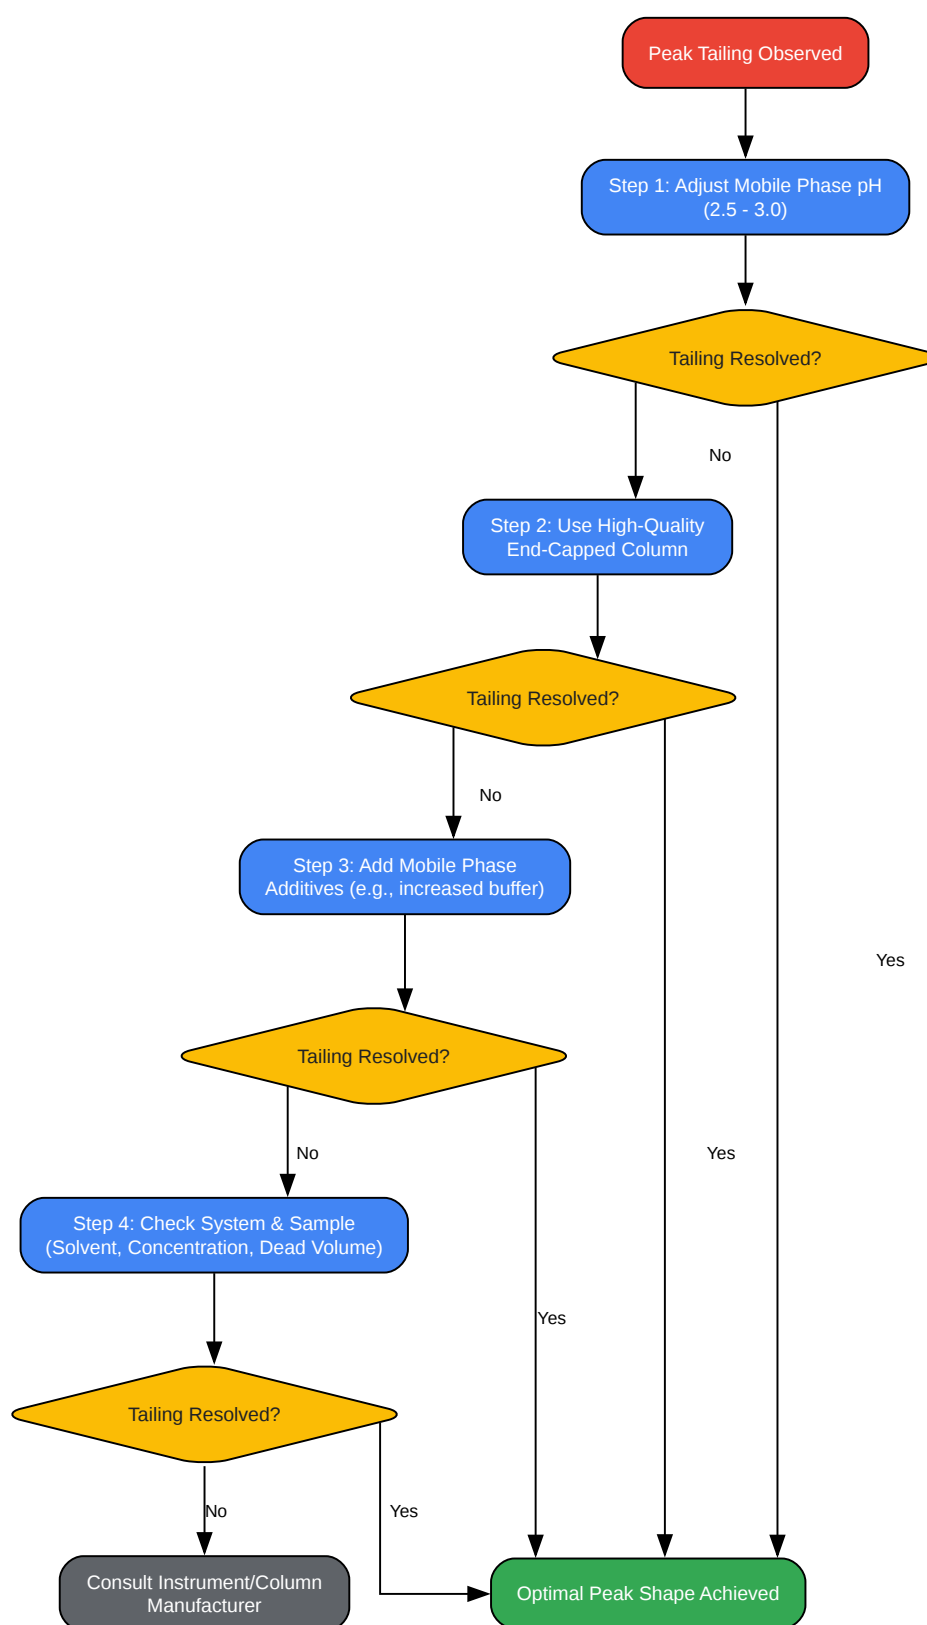 Peak Tailing Observed
Step 1: Adjust Mobile Phase pH
(2.5 - 3.0)
Tailing Resolved?
No
Step 2: Use High-Quality
End-Capped Column
Tailing Resolved?
No
Step 3: Add Mobile Phase
Additives (e.g., increased buffer)
Yes
Tailing Resolved?
No
Yes
Step 4: Check System & Sample
(Solvent, Concentration, Dead Volume)
Yes
Tailing Resolved?
No
Yes
Consult Instrument/Column
Manufacturer
Optimal Peak Shape Achieved